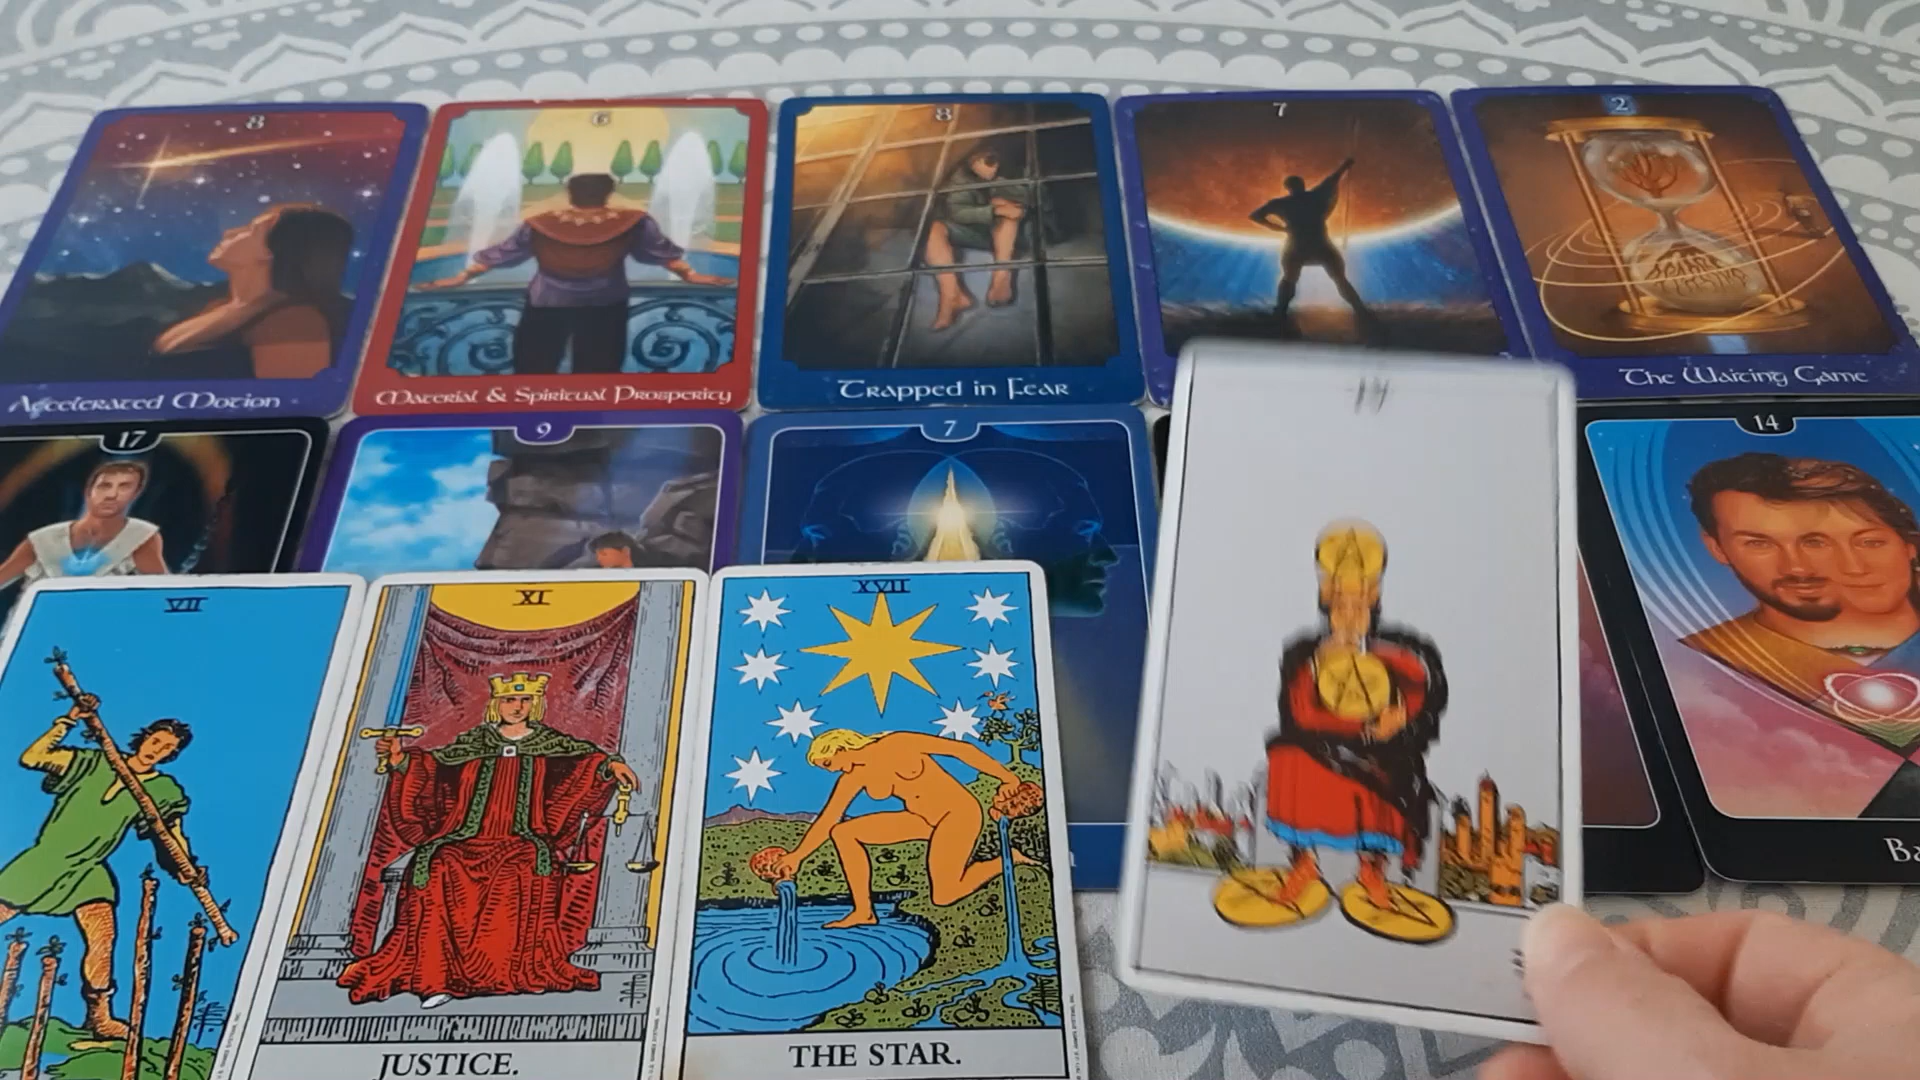 8
6
8
7
2
Accelerated Motion
Material & Spiritual Prosperity
Trapped in Fear
The Waiting Game
17
9
7
14
VII
XI
XVII
JUSTICE.
THE STAR.